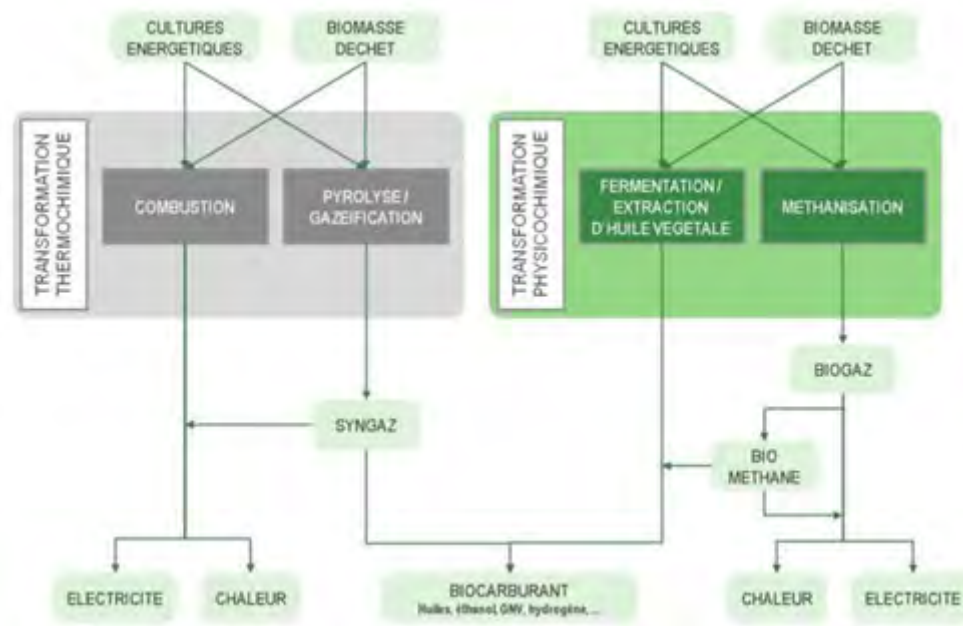 CULTURES
ENERGETIQUES
BIOMASSE
DECHET
CULTURES
ENERGETIQUES
BIOMASSE
DECHET
TRANSFORMATION
THERMOCHIMIQUE
COMBUSTION
PYROLYSE /
GAZEIFICATION
TRANSFORMATION
PHYSICOCHIMIQUE
FERMENTATION /
EXTRACTION
D'HUILE VEGETALE
METHANISATION
BIOGAZ
SYNGAZ
BIO
METHANE
ELECTRICITE
CHALEUR
BIOCARBURANT
Huiles, éthanol, GNV, hydrogène, ...
CHALEUR
ELECTRICITE